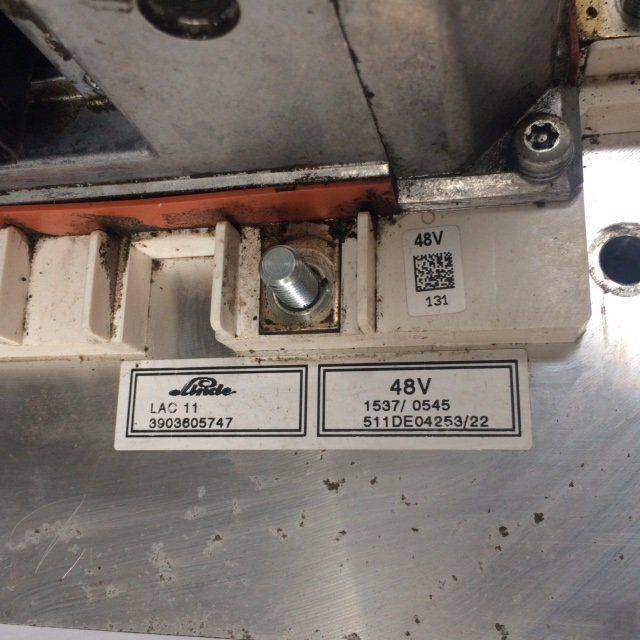 48V
131
Linde
LAC 11
3903605747
48V
1537/ 0545
511DE04253/22